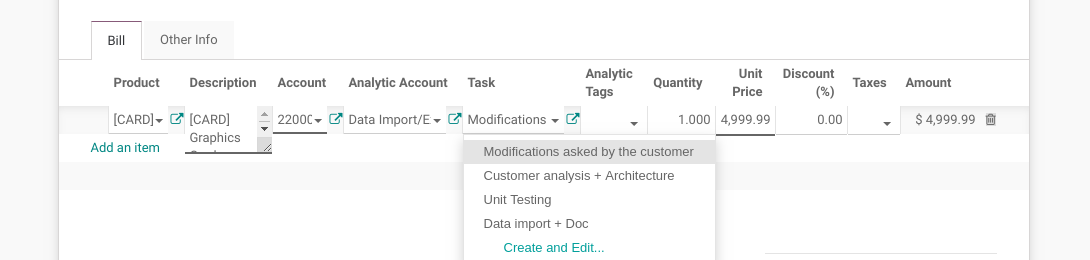 Bill
Other Info
Product Description Account Analytic Account Task Analytic Tags Quantity Unit Price Discount (%) Taxes Amount
[CARD] [CARD] Graphics 2200 Data Import/E Modifications 1.000 4,999.99 0.00 $ 4,999.99
Add an item
Modifications asked by the customer
Customer analysis + Architecture
Unit Testing
Data import + Doc
Create and Edit...